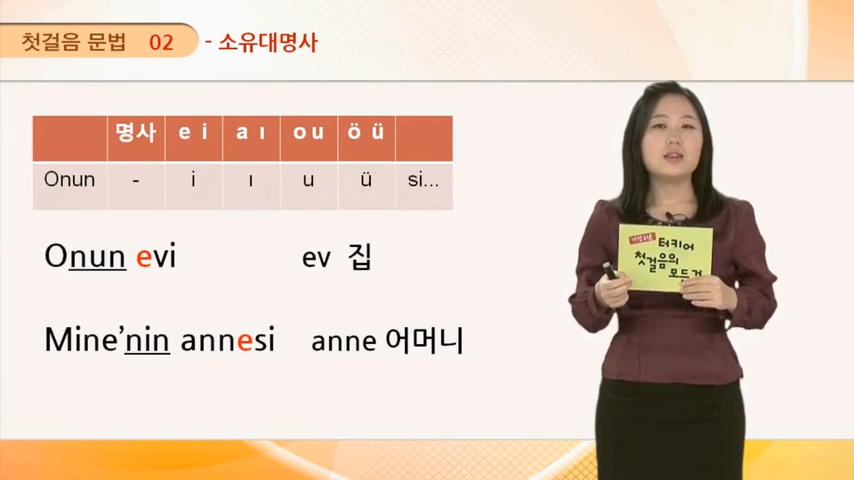 첫걸음 문법 02 - 소유대명사
명사 e i a ı o u ö ü
Onun - i ı u ü si...
Onun evi ev 집
Mine’nin annesi anne 어머니
터키어
첫걸음의
모든것